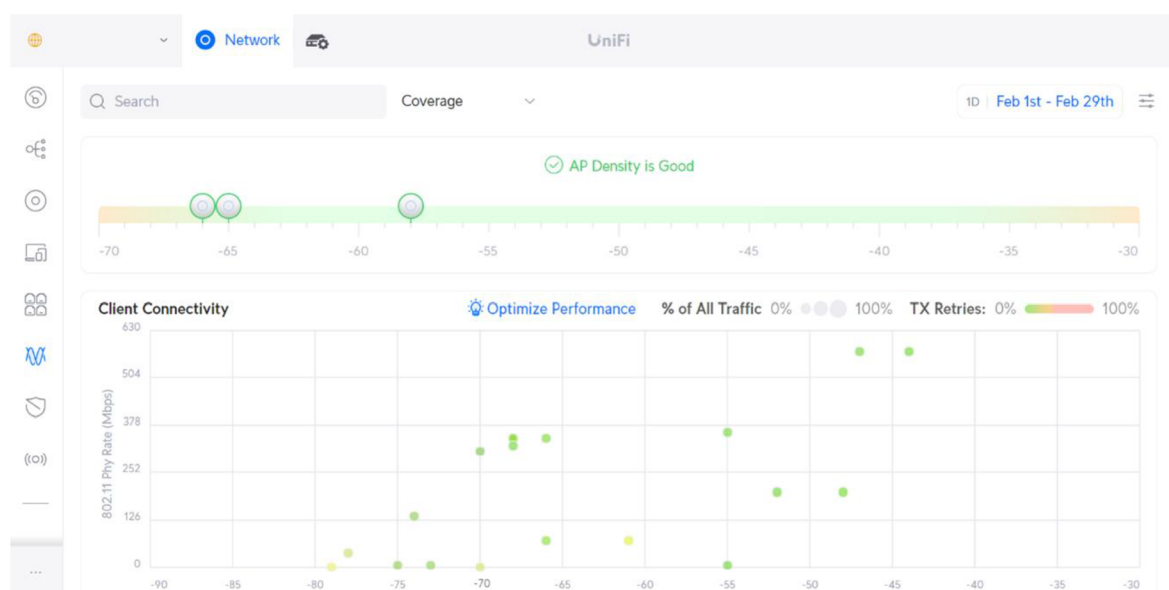 Network
UniFi
Search
Coverage
1D Feb 1st - Feb 29th
AP Density is Good
-70 -65 -60 -55 -50 -45 -40 -35 -30
Client Connectivity
Optimize Performance
% of All Traffic 0% 100%
TX Retries: 0% 100%
802.11 Phy Rate (Mbps)
630
504
378
252
126
0
-90 -85 -80 -75 -70 -65 -60 -55 -50 -45 -40 -35 -30
...